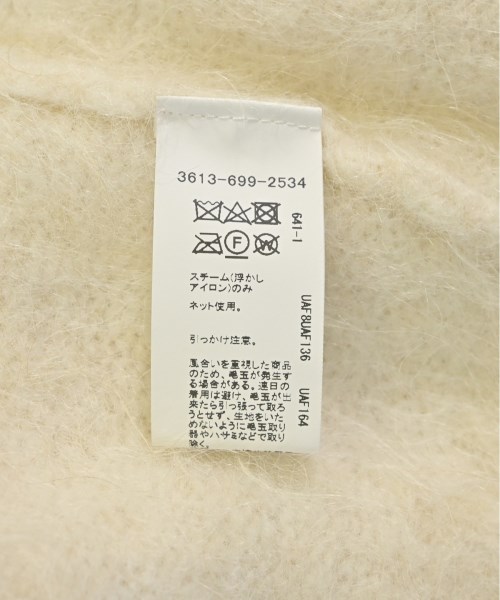 3613-699-2534
F
W
641-1
スチーム(浮かし
アイロン)のみ
ネット使用。
引っかけ注意。
風合いを重視した商品
のため、毛玉が発生す
る場合がある。連日の
着用は避け、毛玉が出
来たら引っ張って取ろ
うとせず、生地をいた
めないように毛玉取り
器やハサミなどで取り
除く。
UAF8UAF136 UAF164